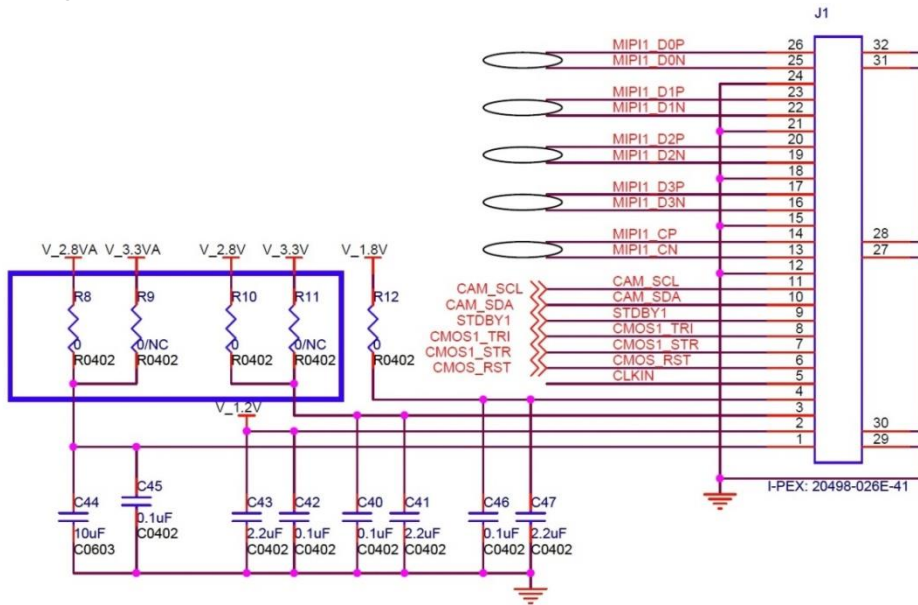 J1
MIPI1_D0P 26 32
MIPI1_D0N 25 31
24
MIPI1_D1P 23
MIPI1_D1N 22
21
MIPI1_D2P 20
MIPI1_D2N 19
18
MIPI1_D3P 17
MIPI1_D3N 16
15
MIPI1_CP 14 28
MIPI1_CN 13 27
12
V_2.8VA V_3.3VA V_2.8V V_3.3V V_1.8V
CAM_SCL CAM_SCL 11
CAM_SDA CAM_SDA 10
STDBY1 STDBY1 9
CMOS1_TRI CMOS1_TRI 8
CMOS1_STR CMOS1_STR 7
CMOS_RST CMOS_RST 6
CLKIN 5
R8 R9 R10 R11 R12
0 0/NC 0 0/NC 0
R0402 R0402 R0402 R0402 R0402
4
3
V_1.2V
2 30
1 29
I-PEX: 20498-026E-41
C44 C45 C43 C42 C40 C41 C46 C47
10uF 0.1uF 2.2uF 0.1uF 0.1uF 2.2uF 0.1uF 2.2uF
C0603 C0402 C0402 C0402 C0402 C0402 C0402 C0402